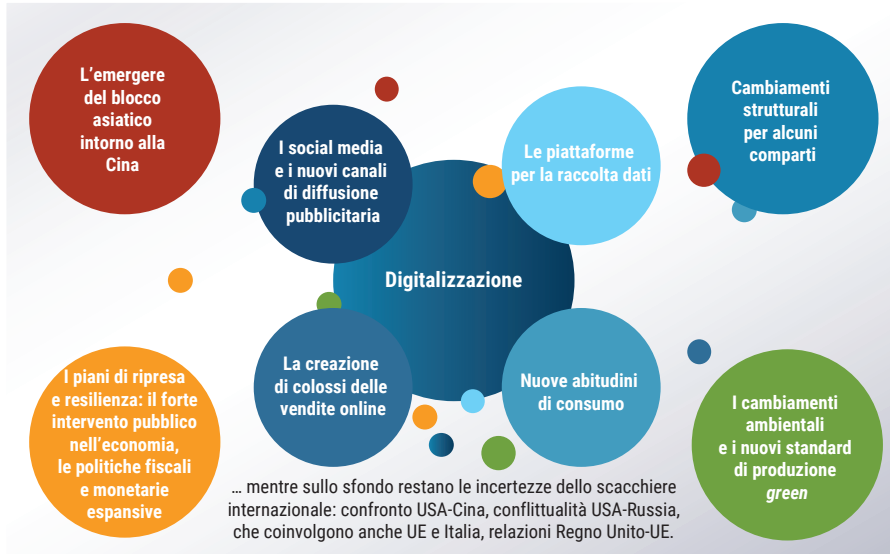 L'emergere
del blocco
asiatico
intorno alla
Cina
I social media
e i nuovi canali
di diffusione
pubblicitaria
Le piattaforme
per la raccolta dati
Cambiamenti
strutturali
per alcuni
comparti
Digitalizzazione
I piani di ripresa
e resilienza: il forte
intervento pubblico
nell'economia,
le politiche fiscali
e monetarie
espansive
La creazione
di colossi delle
vendite online
Nuove abitudini
di consumo
I cambiamenti
ambientali
e i nuovi standard
di produzione
green
... mentre sullo sfondo restano le incertezze dello scacchiere
internazionale: confronto USA-Cina, conflittualità USA-Russia,
che coinvolgono anche UE e Italia, relazioni Regno Unito-UE.